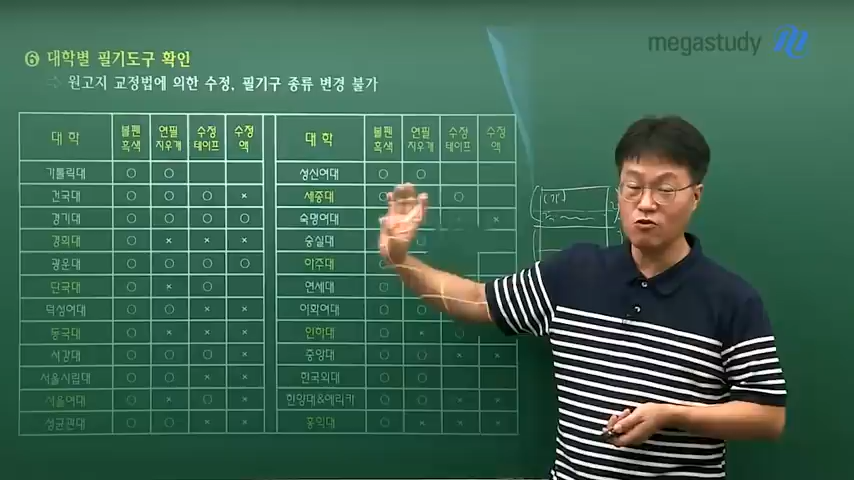 megastudy
⑥ 대학별 필기도구 확인
⇨ 원고지 교정법에 의한 수정, 필기구 종류 변경 불가
대 학 볼펜 흑색 연필 지우개 수정 테이프 수정 액
가톨릭대 ○ ○
건국대 ○ ○ ○ ×
경기대 ○ ○ ○ ○
경희대 ○ × × ×
광운대 ○ ○ ○ ○
단국대 ○ × ○
덕성여대 ○ ○ × ×
동국대 ○ × × ×
서강대 ○ ○ ○ ×
서울시립대 ○ ○ × ×
서울여대 ○ × ○ ×
성균관대 ○ ○ × ×
대 학 볼펜 흑색 연필 지우개 수정 테이프 수정 액
성신여대 ○ ○
세종대 ○
숙명여대 ×
숭실대 ○
아주대 ○
연세대 ○
이화여대 ○ ○
인하대 ○ × ○
중앙대 ○ ○ × ×
한국외대 ○ ○
한양대&에리카 ○ ○ × ×
홍익대 ○ × × ×